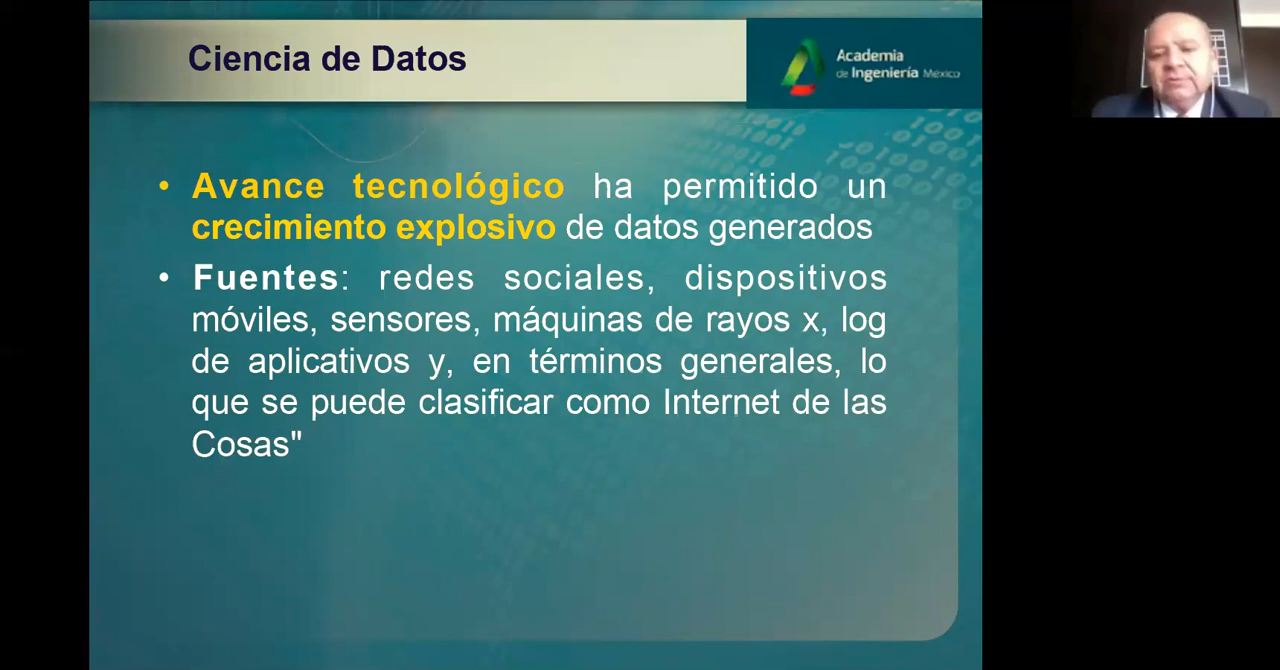 Ciencia de Datos
Academia
de Ingeniería México
• Avance tecnológico ha permitido un
crecimiento explosivo de datos generados
• Fuentes: redes sociales, dispositivos
móviles, sensores, máquinas de rayos x, log
de aplicativos y, en términos generales, lo
que se puede clasificar como Internet de las
Cosas"